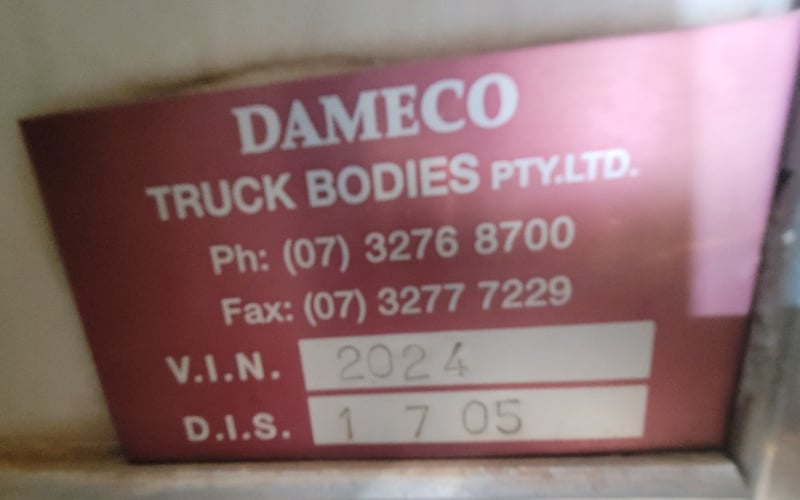 DAMECO
TRUCK BODIES PTY.LTD.
Ph: (07) 3276 8700
Fax: (07) 3277 7229
V.I.N. 2024
D.I.S. 1 7 05